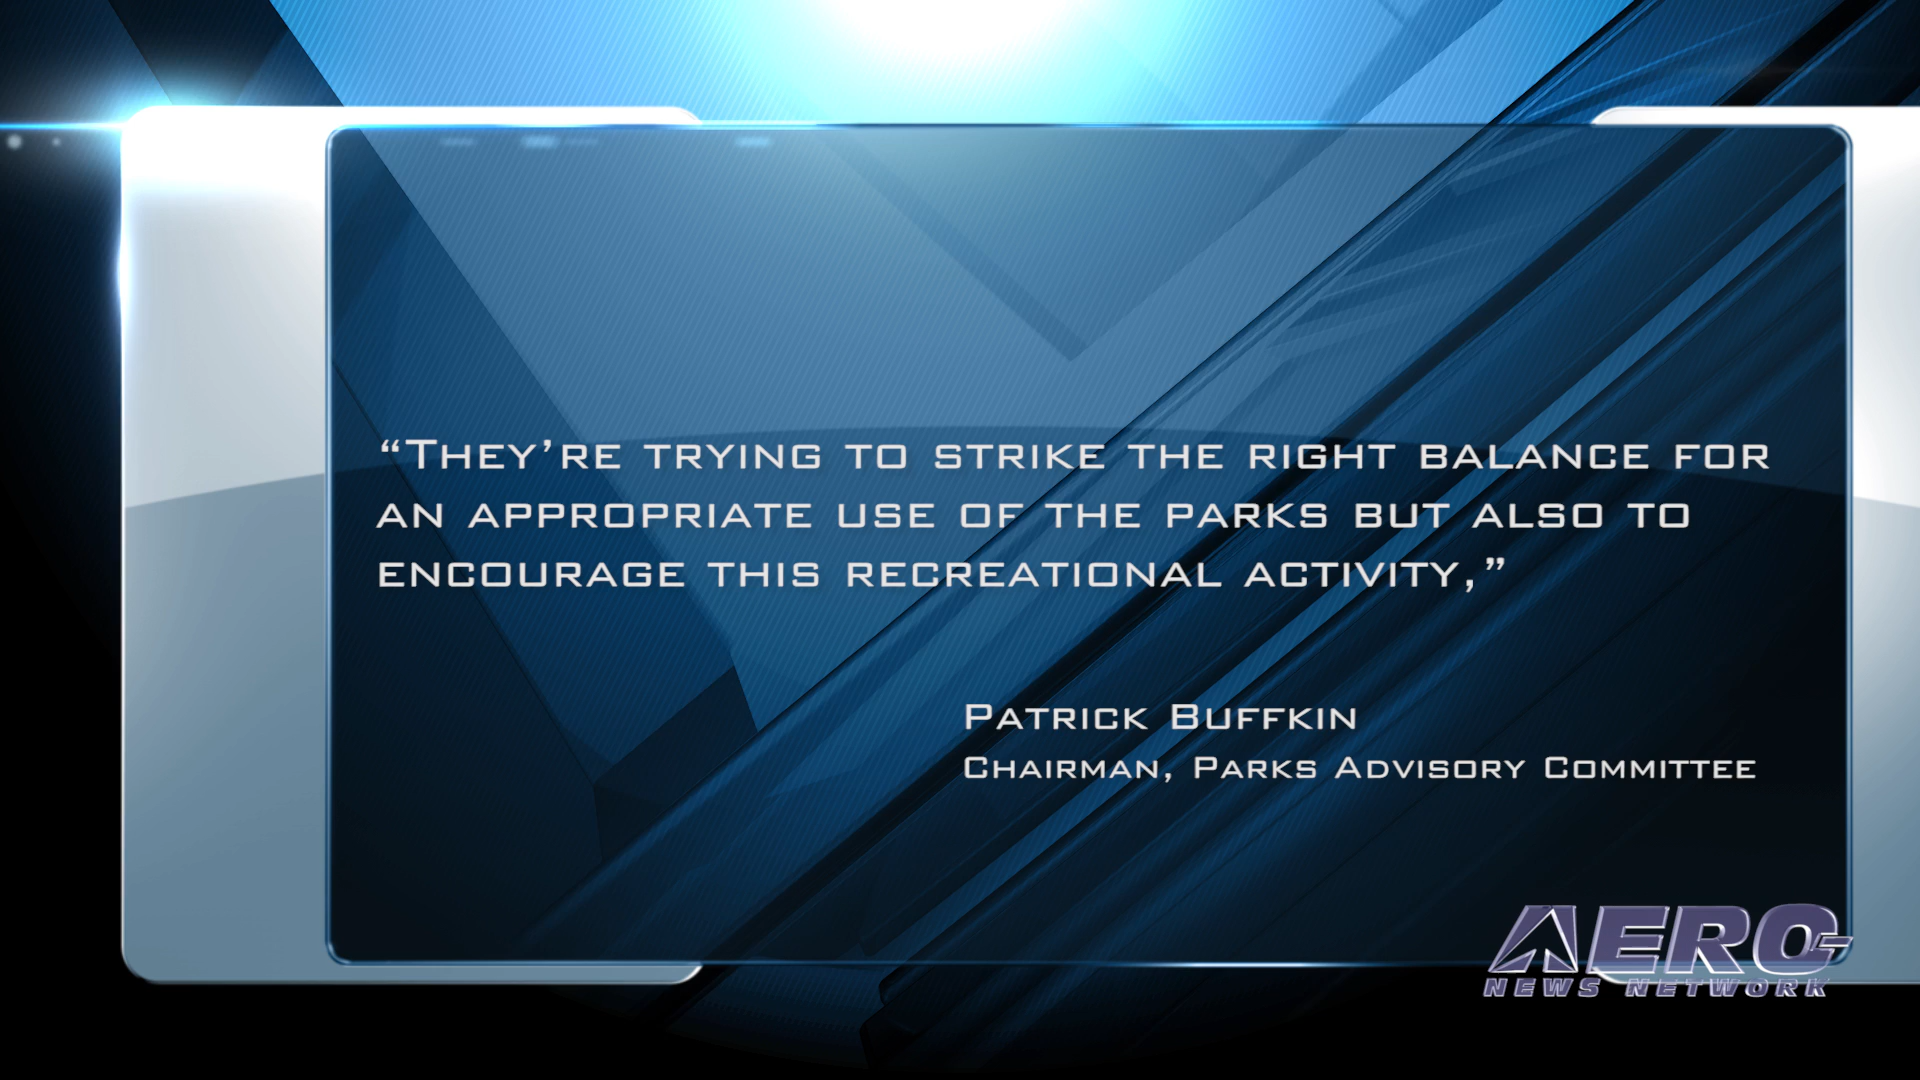 “They’re trying to strike the right balance for
an appropriate use of the parks but also to
encourage this recreational activity,”
Patrick Buffkin
Chairman, Parks Advisory Committee
AERO-
NEWS NETWORK